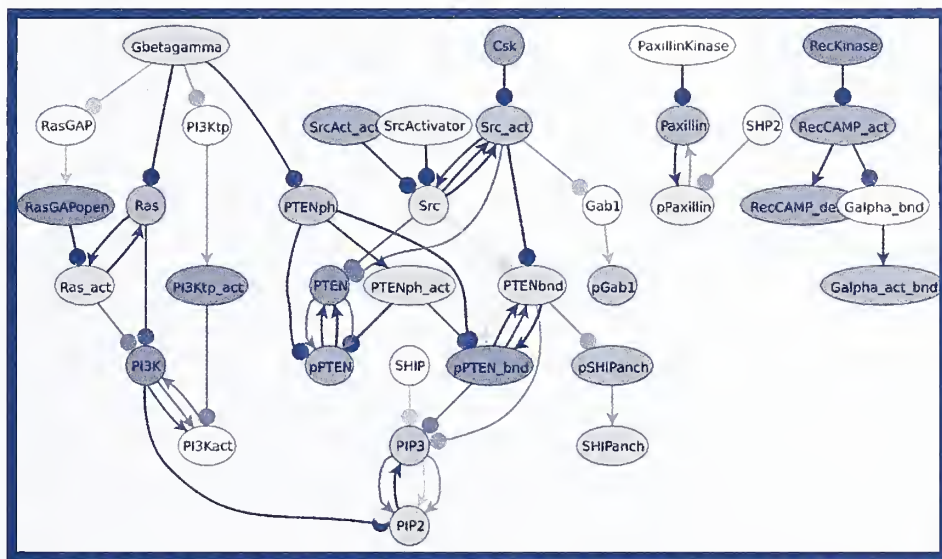 Gbetagamma
Csk
PaxillinKinase
RecKinase
RasGAP
PI3Ktp
SrcAct_act
SrcActivator
Src_act
Paxillin
SHP2
RecCAMP_act
RasGAPopen
Ras
PTENph
Src
Gab1
pPaxillin
RecCAMP_de
Galpha_bnd
Ras_act
PI3Ktp_act
PTEN
PTENph_act
PTENbnd
pGab1
Galpha_act_bnd
PI3K
pPTEN
SHIP
pPTEN_bnd
pSHIPanch
PI3Kact
PIP3
SHIPanch
PIP2